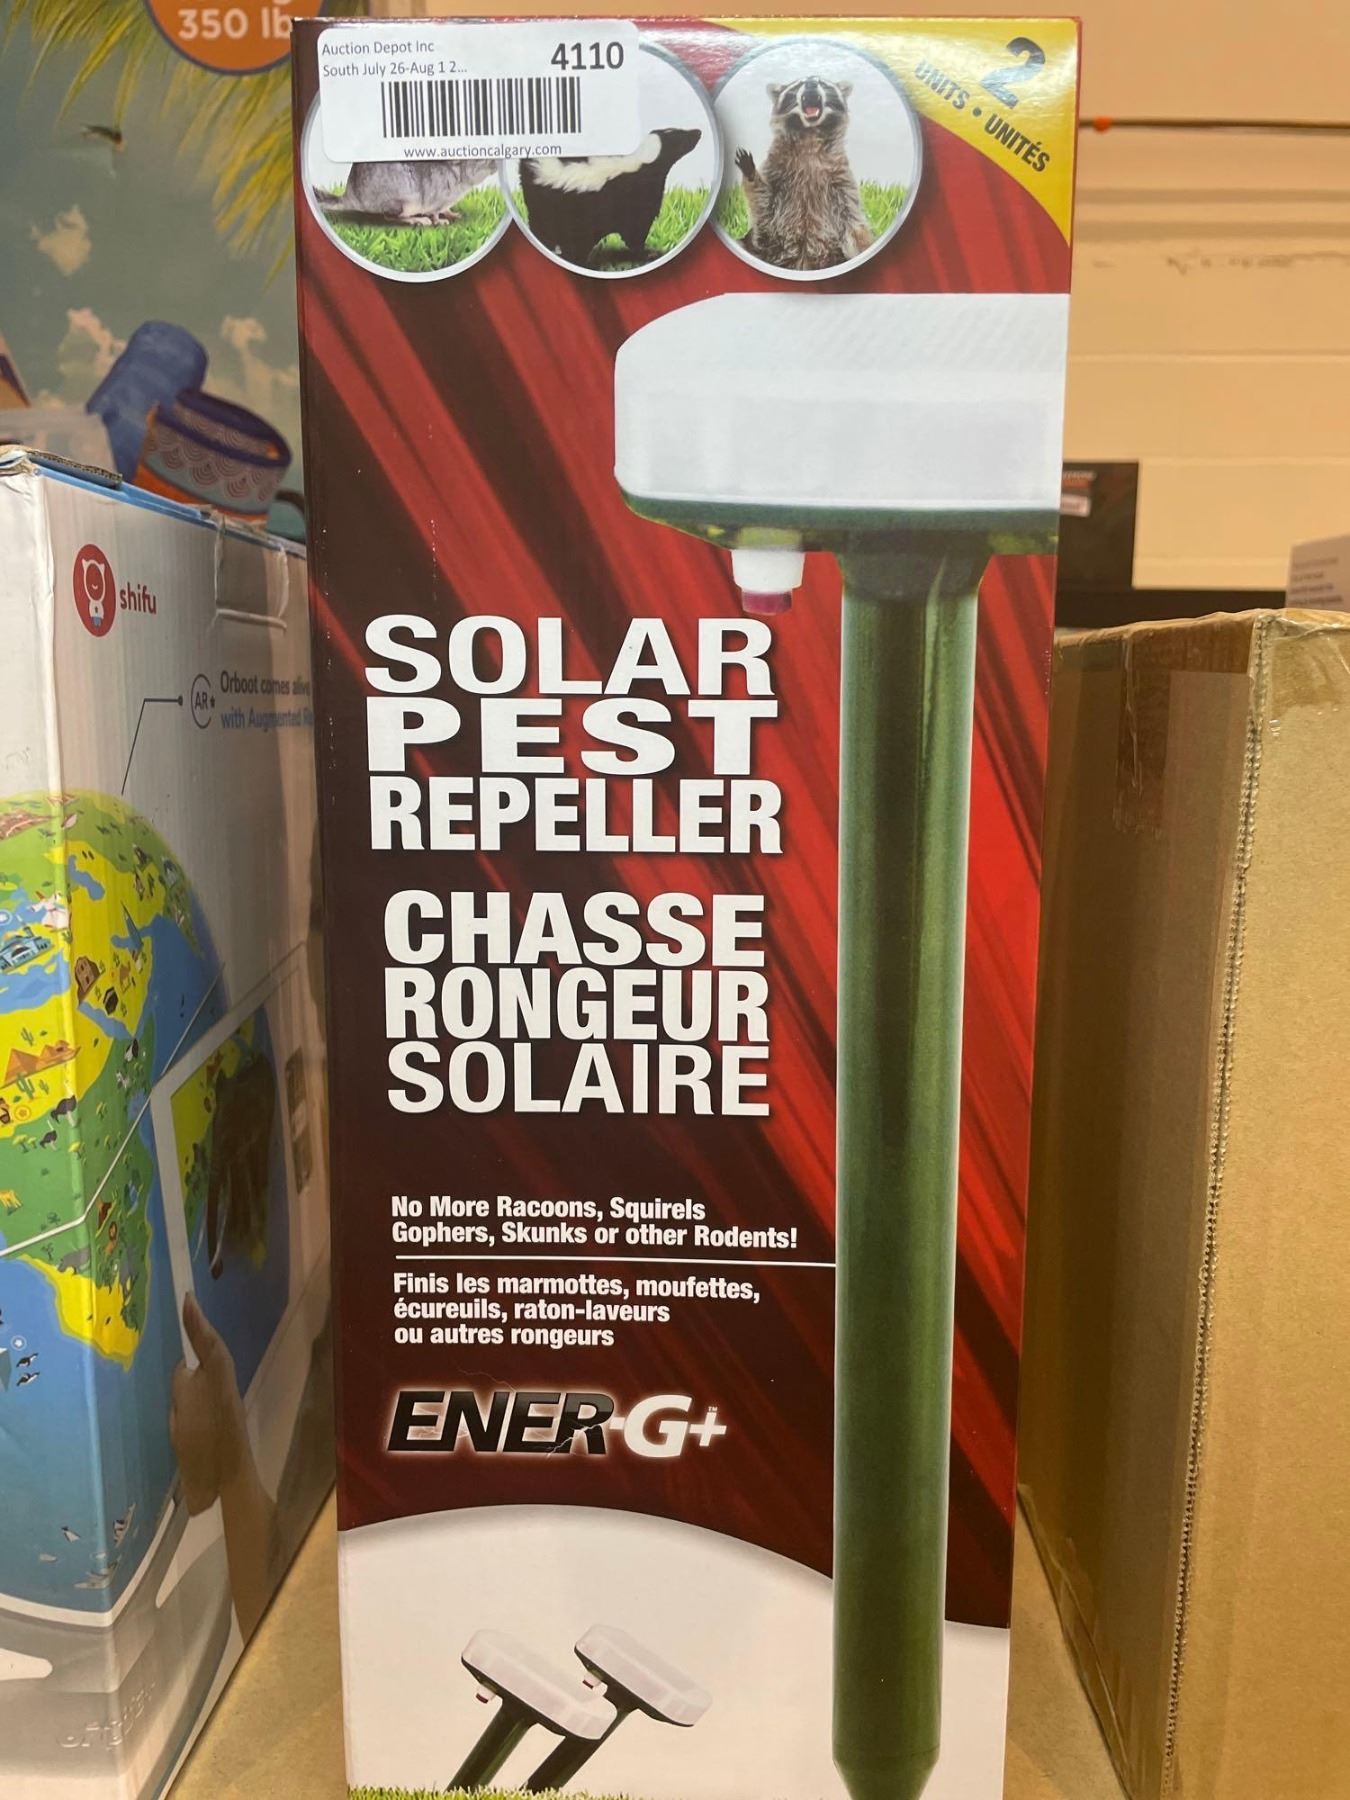 350 lb
Auction Depot Inc
4110
South July 26-Aug 1 2...
www.auctioncalgary.com
2
UNITS • UNITÉS
shifu
AR
Orboot comes alive
with Augmented
SOLAR
PEST
REPELLER
CHASSE
RONGEUR
SOLAIRE
No More Racoons, Squirels
Gophers, Skunks or other Rodents!
Finis les marmottes, moufettes,
écureuils, raton-laveurs
ou autres rongeurs
ENER-G+™